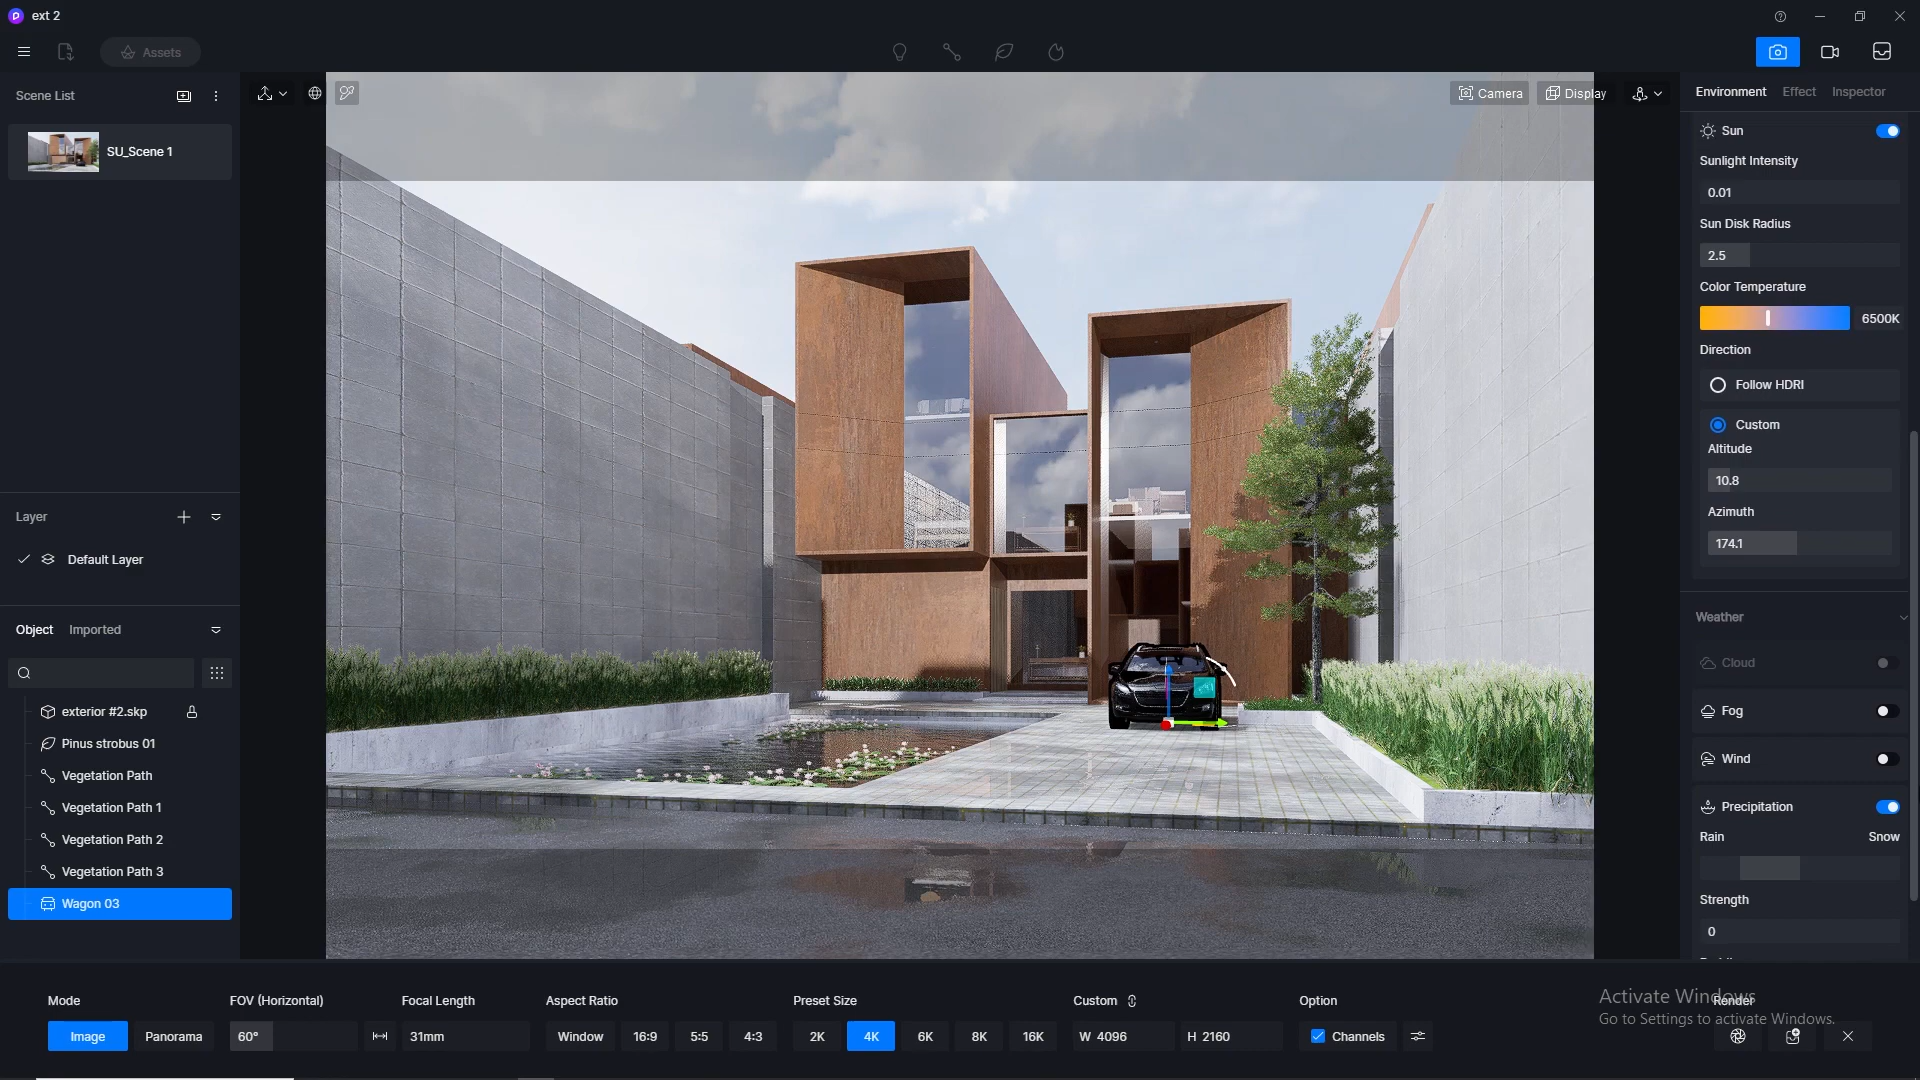 ext 2
Assets
Scene List
SU_Scene 1
Layer
Default Layer
Object Imported
exterior #2.skp
Pinus strobus 01
Vegetation Path
Vegetation Path 1
Vegetation Path 2
Vegetation Path 3
Wagon 03
Camera
Display
Environment Effect Inspector
Sun
Sunlight Intensity
0.01
Sun Disk Radius
2.5
Color Temperature
6500K
Direction
Follow HDRI
Custom
Altitude
10.8
Azimuth
174.1
Weather
Cloud
Fog
Wind
Precipitation
Rain Snow
Strength
0
Mode FOV (Horizontal) Focal Length Aspect Ratio Preset Size Custom Option Render
Image Panorama 60° 31mm Window 16:9 5:5 4:3 2K 4K 6K 8K 16K W 4096 H 2160 Channels
Activate Windows
Go to Settings to activate Windows.